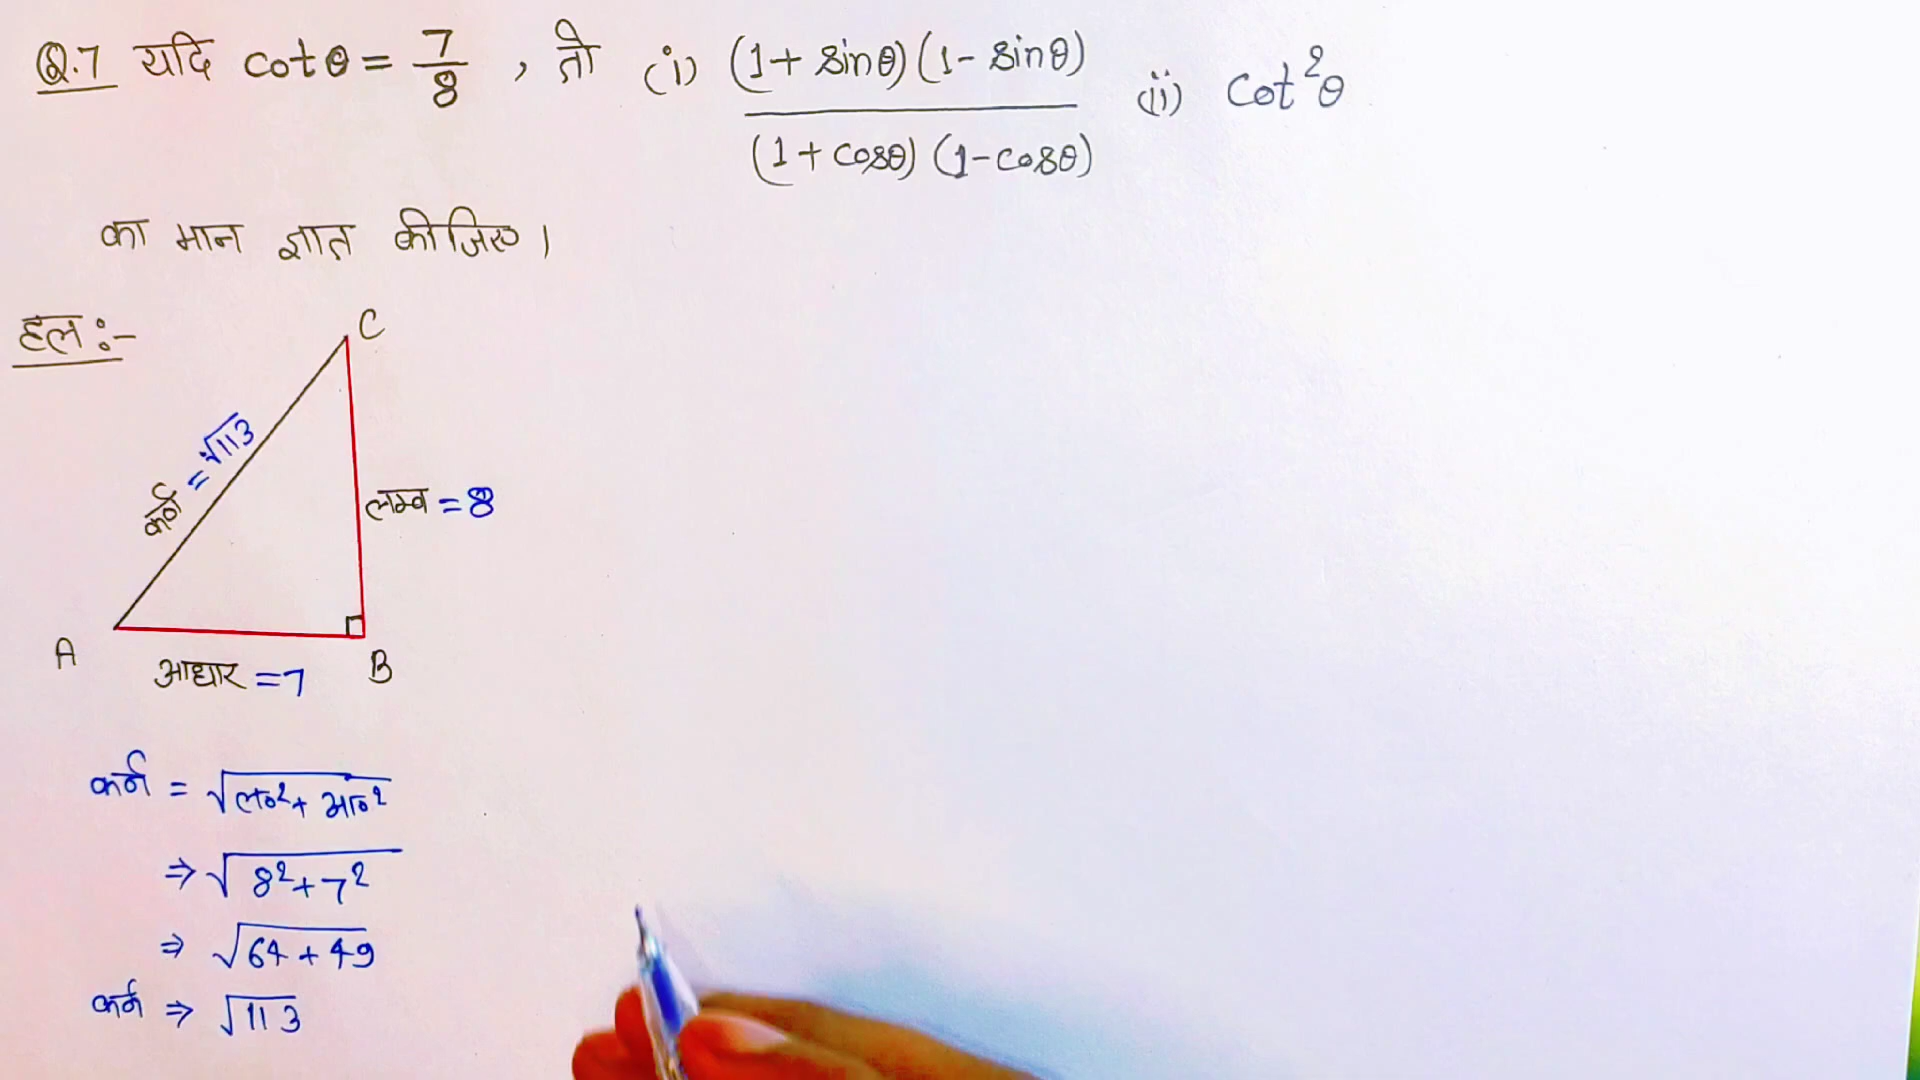 Q.7 यदि cotθ = 7/8 , तो (i) (1+ sinθ)(1- sinθ) / (1+cosθ) (1-cosθ) (ii) Cot²θ
का मान ज्ञात कीजिए।
हल:-
C
कर्ण = √113
लम्ब = 8
A
आधार = 7
B
कर्ण = √ल०²+ आ०²
⇒ √8²+7²
⇒ √64+49
कर्ण ⇒ √113